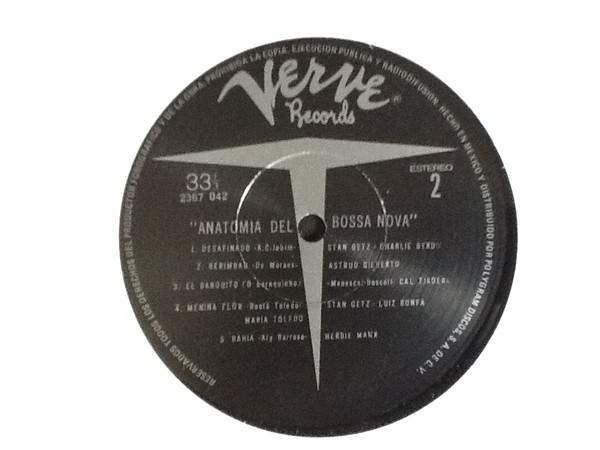 RESERVADOS TODOS LOS DERECHOS DEL PRODUCTOR FONOGRAFICO Y DE LA OBRA. PROHIBIDA LA COPIA, EJECUCION PUBLICA Y RADIODIFUSION. HECHO EN MEXICO Y DISTRIBUIDO POR POLYGRAM DISCOS, S. A. DE C. V.
Verve
Records
33⅓
2367 042
ESTEREO
2
"ANATOMIA DEL BOSSA NOVA"
1. DESAFINADO -A.C.Jobim- STAN GETZ - CHARLIE BYRD
2. BERIMBAO -De Moraes- ASTRUD GILBERTO
3. EL BARQUITO (O barquinho) -Menescal-Boscoli CAL TJADER
4. MENINA FLOR -Bonfá Toledo- STAN GETZ - LUIZ BONFA
MARIA TOLEDO
5. BAHIA -Ary Barroso- HERBIE MANN